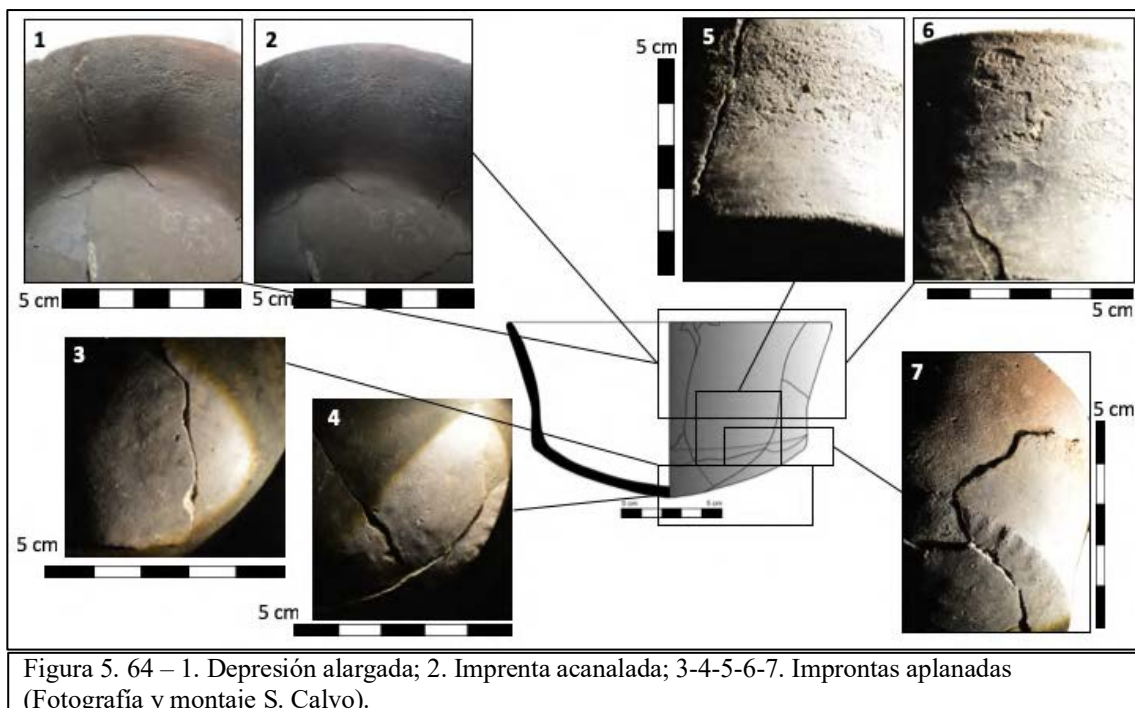 1
2
5 cm
5
6
5 cm
5 cm
5 cm
3
4
7
5 cm
5 cm
5 cm
5 cm
5 cm
Figura 5. 64 – 1. Depresión alargada; 2. Imprenta acanalada; 3-4-5-6-7. Improntas aplanadas
(Fotografía y montaje S. Calvo).